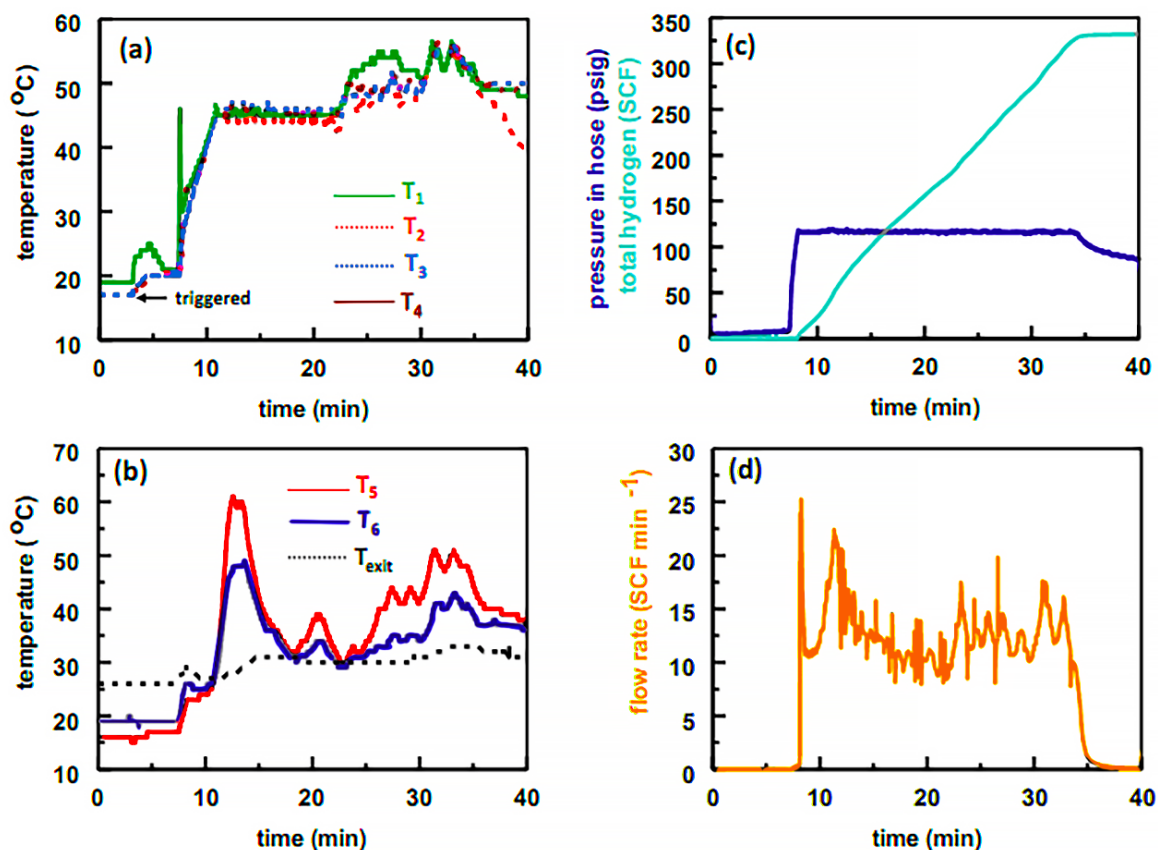 (a)
60
50
40
30
20
10
temperature (°C)
T1
T2
T3
T4
triggered
0 10 20 30 40
time (min)
(c)
350
300
250
200
150
100
50
0
pressure in hose (psig)
total hydrogen (SCF)
0 10 20 30 40
time (min)
(b)
70
60
50
40
30
20
10
temperature (°C)
T5
T6
Texit
0 10 20 30 40
time (min)
(d)
30
25
20
15
10
5
0
flow rate (SCF min -1)
0 10 20 30 40
time (min)